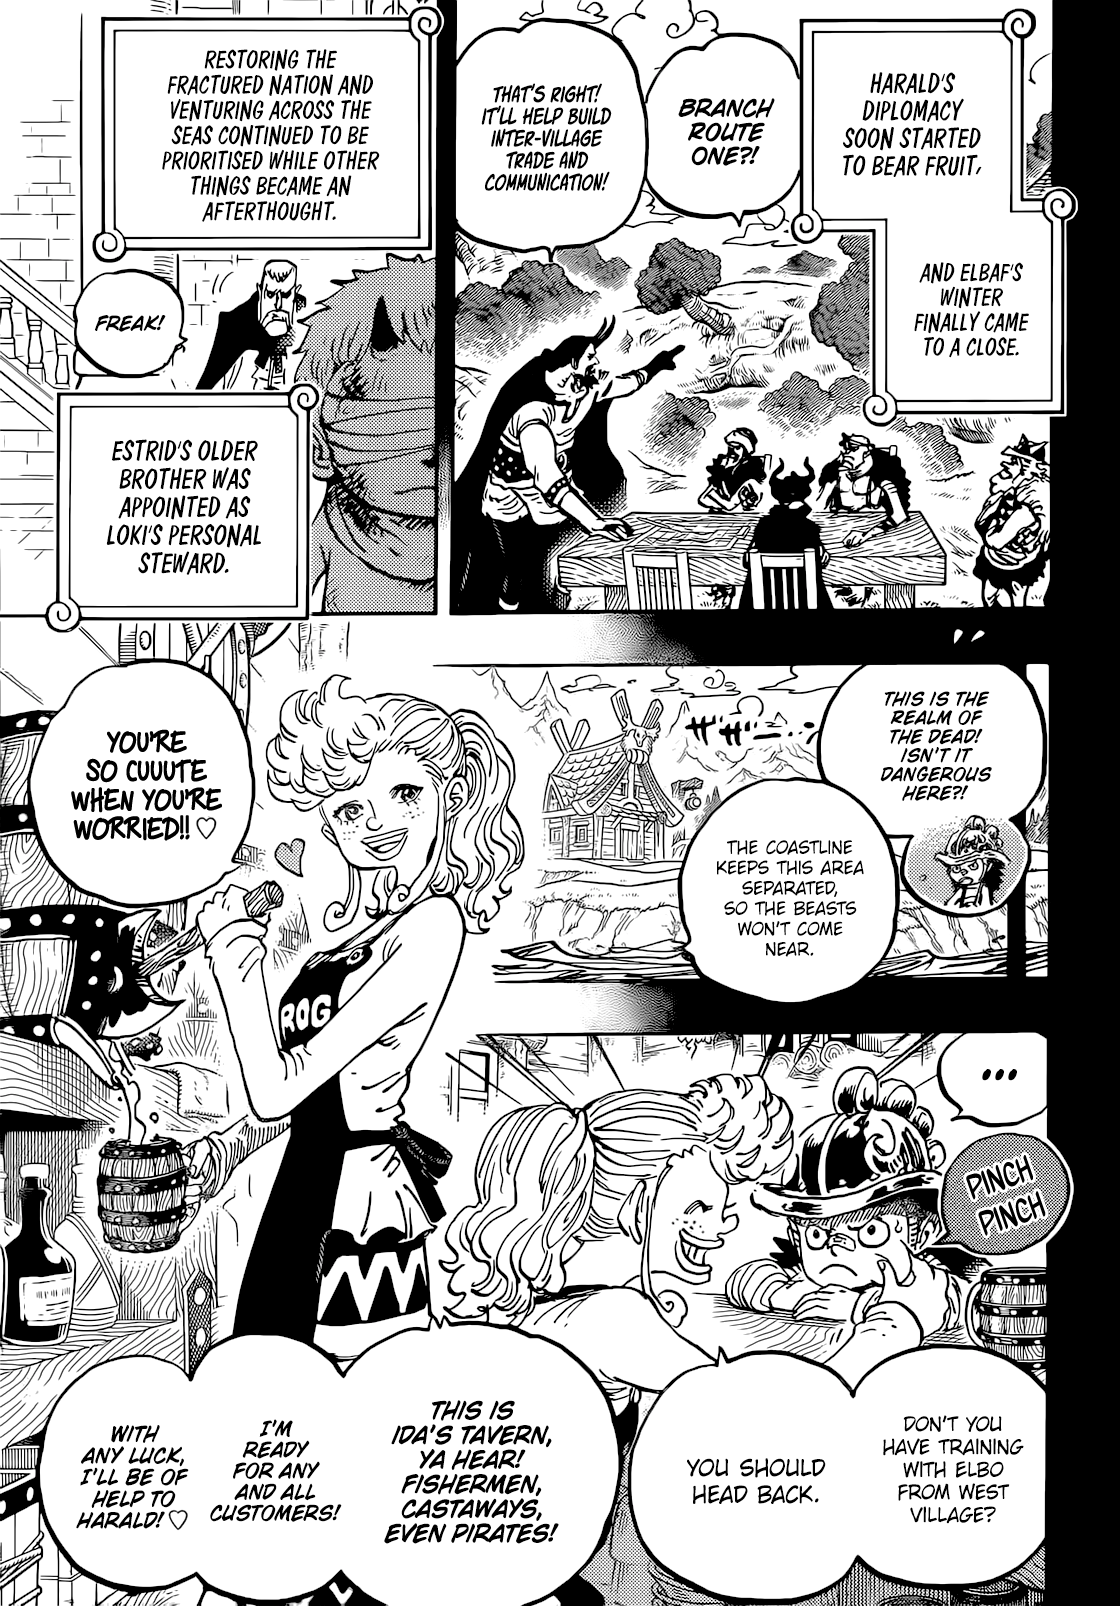 HARALD'S
DIPLOMACY
SOON STARTED
TO BEAR FRUIT,
AND ELBAF'S
WINTER
FINALLY CAME
TO A CLOSE.
BRANCH
ROUTE
ONE?!
THAT'S RIGHT!
IT'LL HELP BUILD
INTER-VILLAGE
TRADE AND
COMMUNICATION!
RESTORING THE
FRACTURED NATION AND
VENTURING ACROSS THE
SEAS CONTINUED TO BE
PRIORITISED WHILE OTHER
THINGS BECAME AN
AFTERTHOUGHT.
FREAK!
ESTRID'S OLDER
BROTHER WAS
APPOINTED AS
LOKI'S PERSONAL
STEWARD.
THIS IS THE
REALM OF
THE DEAD!
ISN'T IT
DANGEROUS
HERE?!
ザザザーン
THE COASTLINE
KEEPS THIS AREA
SEPARATED,
SO THE BEASTS
WON'T COME
NEAR.
YOU'RE
SO CUUUTE
WHEN YOU'RE
WORRIED!! ♡
ROG
...
PINCH
PINCH
DON'T YOU
HAVE TRAINING
WITH ELBO
FROM WEST
VILLAGE?
YOU SHOULD
HEAD BACK.
THIS IS
IDA'S TAVERN,
YA HEAR!
FISHERMEN,
CASTAWAYS,
EVEN PIRATES!
I'M
READY
FOR ANY
AND ALL
CUSTOMERS!
WITH
ANY LUCK,
I'LL BE OF
HELP TO
HARALD! ♡